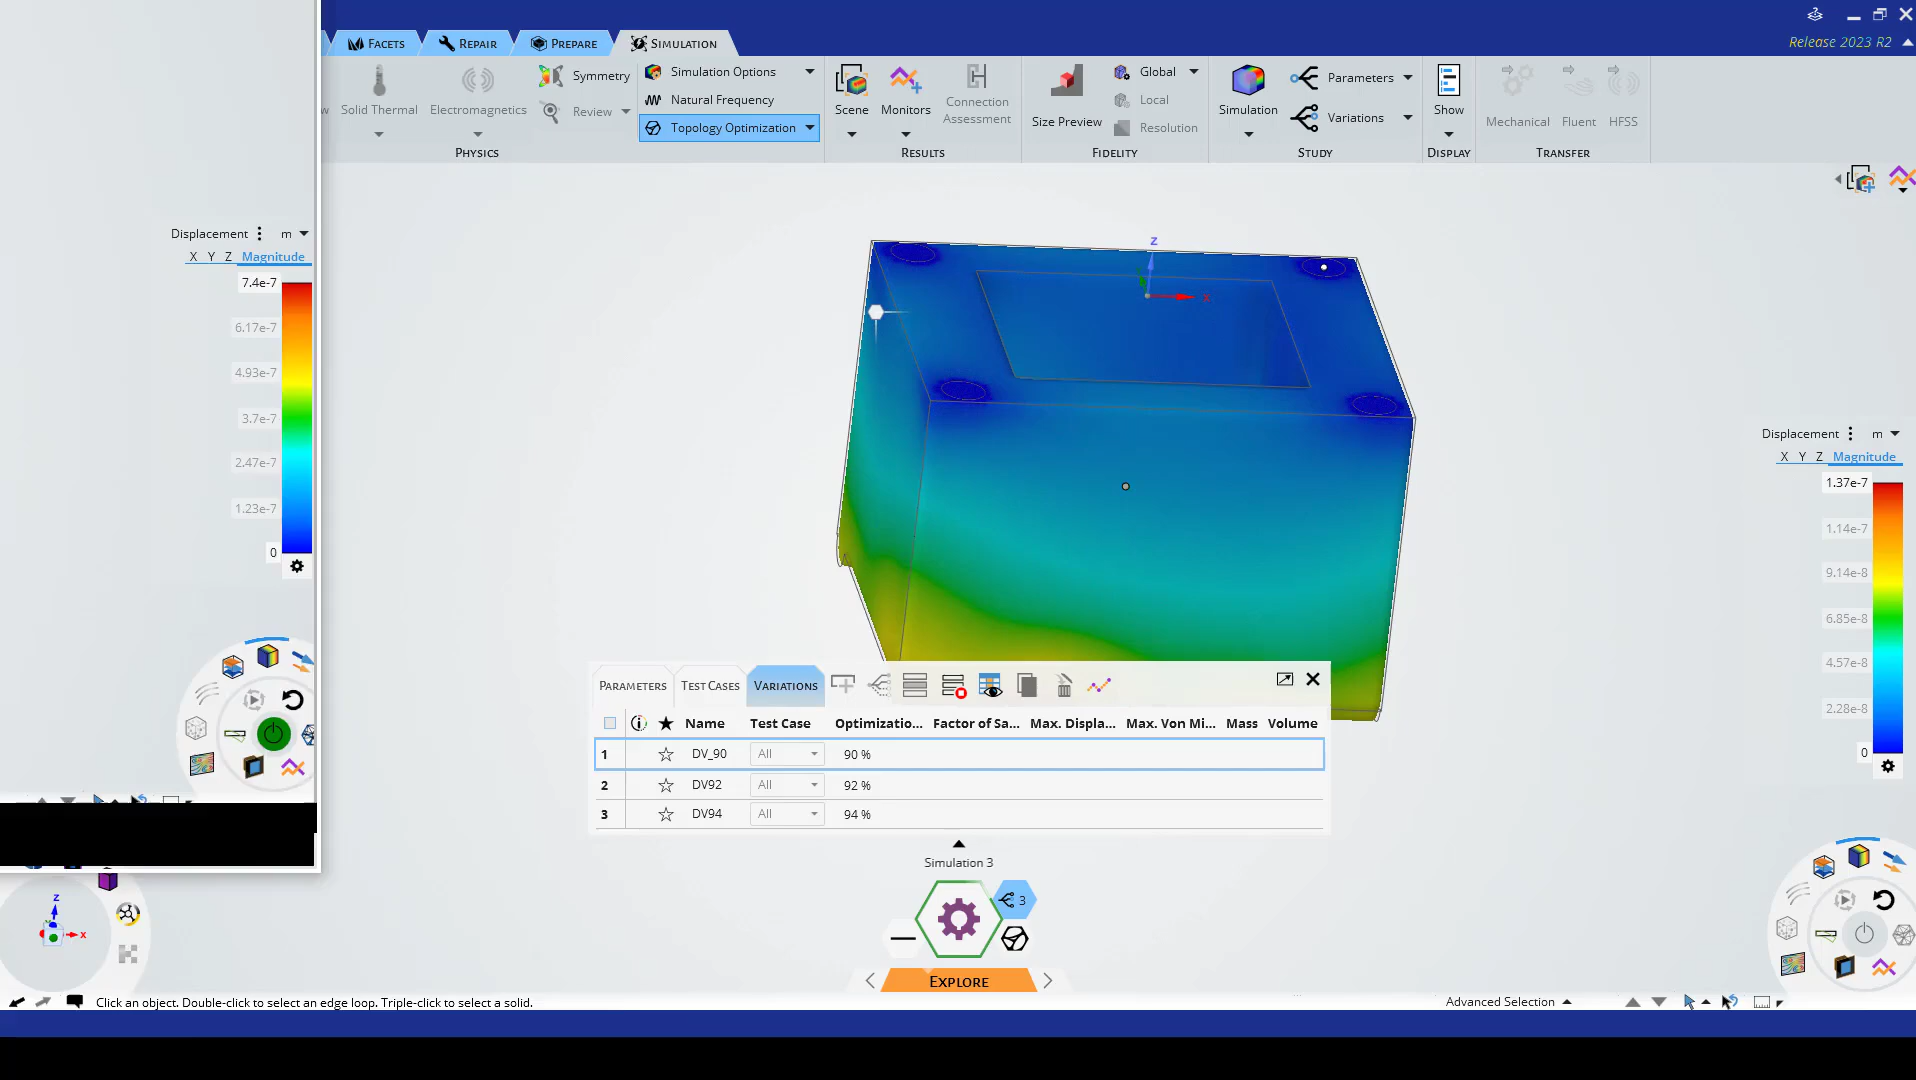 Release 2023 R2
FACETS
REPAIR
PREPARE
SIMULATION
Solid Thermal
Electromagnetics
Symmetry
Review
PHYSICS
Simulation Options
Natural Frequency
Topology Optimization
Scene
Monitors
Connection Assessment
RESULTS
Size Preview
Global
Local
Resolution
FIDELITY
Simulation
Parameters
Variations
STUDY
Show
DISPLAY
Mechanical
Fluent
HFSS
TRANSFER
Displacement
m
X Y Z Magnitude
7.4e-7
6.17e-7
4.93e-7
3.7e-7
2.47e-7
1.23e-7
0
Z
X
Displacement
m
X Y Z Magnitude
1.37e-7
1.14e-7
9.14e-8
6.85e-8
4.57e-8
2.28e-8
0
PARAMETERS
TEST CASES
VARIATIONS
Name Test Case Optimizatio... Factor of Sa... Max. Displa... Max. Von Mi... Mass Volume
1 DV_90 All 90 %
2 DV92 All 92 %
3 DV94 All 94 %
Simulation 3
3
EXPLORE
Z
X
Click an object. Double-click to select an edge loop. Triple-click to select a solid.
Advanced Selection